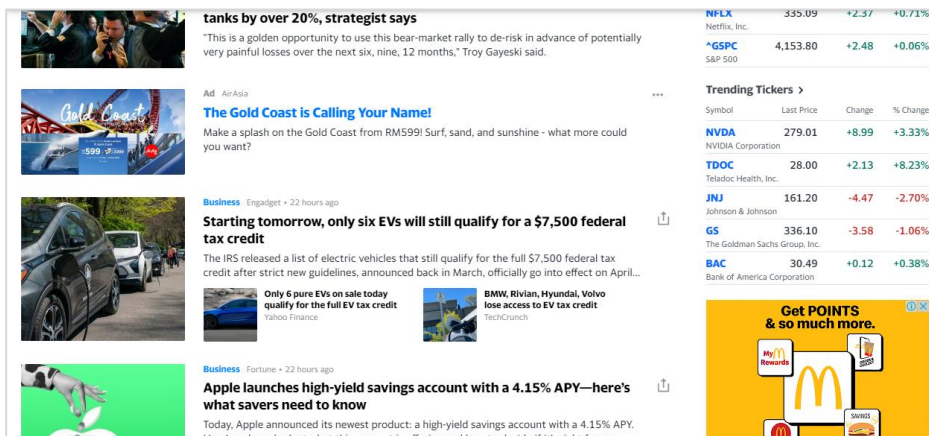 tanks by over 20%, strategist says
"This is a golden opportunity to use this bear-market rally to de-risk in advance of potentially
very painful losses over the next six, nine, 12 months," Troy Gayeski said.
Ad AirAsia
The Gold Coast is Calling Your Name!
Make a splash on the Gold Coast from RM599! Surf, sand, and sunshine - what more could
you want?
Gold Coast
599
Business Engadget • 22 hours ago
Starting tomorrow, only six EVs will still qualify for a $7,500 federal
tax credit
The IRS released a list of electric vehicles that still qualify for the full $7,500 federal tax
credit after strict new guidelines, announced back in March, officially go into effect on April...
Only 6 pure EVs on sale today
qualify for the full EV tax credit
Yahoo Finance
BMW, Rivian, Hyundai, Volvo
lose access to EV tax credit
TechCrunch
Business Fortune • 22 hours ago
Apple launches high-yield savings account with a 4.15% APY—here's
what savers need to know
Today, Apple announced its newest product: a high-yield savings account with a 4.15% APY.
NFLX 335.09 +2.37 +0.71%
Netflix, Inc.
^GSPC 4,153.80 +2.48 +0.06%
S&P 500
Trending Tickers >
Symbol Last Price Change % Change
NVDA 279.01 +8.99 +3.33%
NVIDIA Corporation
TDOC 28.00 +2.13 +8.23%
Teladoc Health, Inc.
JNJ 161.20 -4.47 -2.70%
Johnson & Johnson
GS 336.10 -3.58 -1.06%
The Goldman Sachs Group, Inc.
BAC 30.49 +0.12 +0.38%
Bank of America Corporation
Get POINTS
& so much more.
My
Rewards
SAVINGS